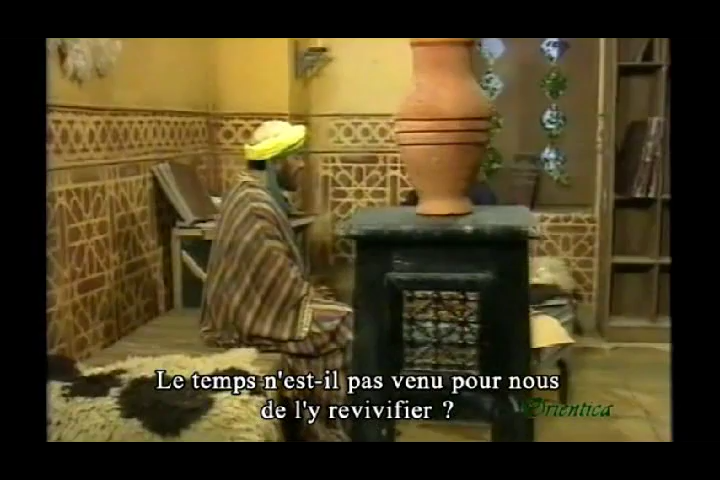 Le temps n'est-il pas venu pour nous
de l'y revivifier ?
Orientica